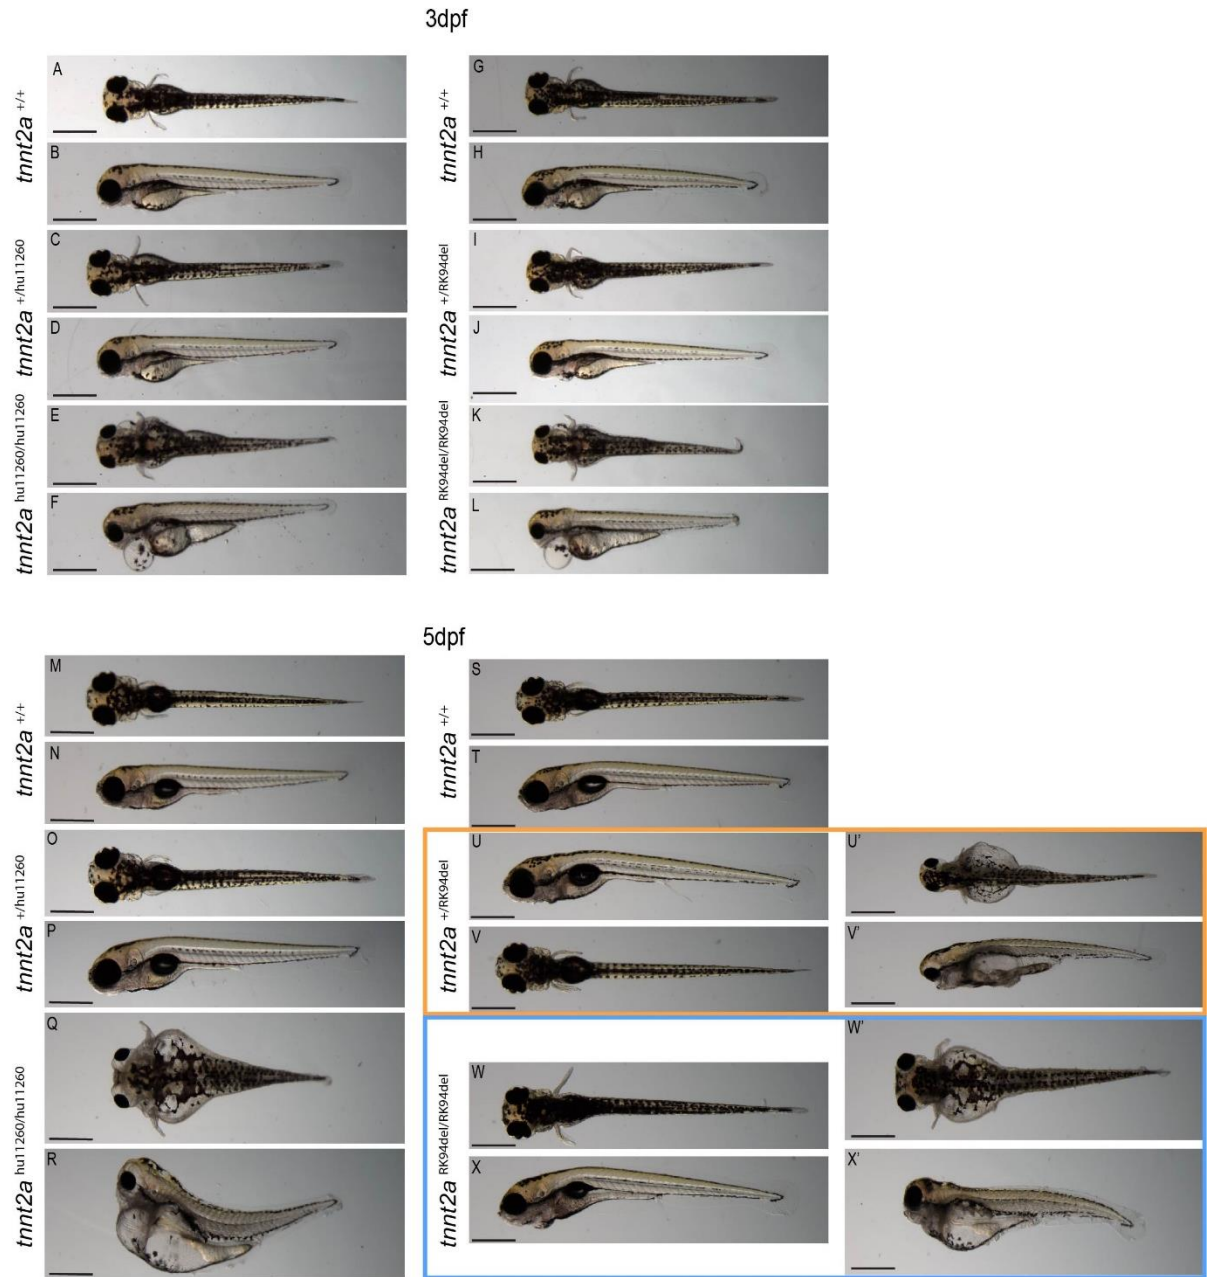 3dpf
tnnt2a +/+
A
B
tnnt2a +/hu11260
C
D
tnnt2a hu11260/hu11260
E
F
tnnt2a +/+
G
H
tnnt2a +/RK94del
I
J
tnnt2a RK94del/RK94del
K
L
5dpf
tnnt2a +/+
M
N
tnnt2a +/hu11260
O
P
tnnt2a hu11260/hu11260
Q
R
tnnt2a +/+
S
T
tnnt2a +/RK94del
U
U'
V
V'
tnnt2a RK94del/RK94del
W
W'
X
X'